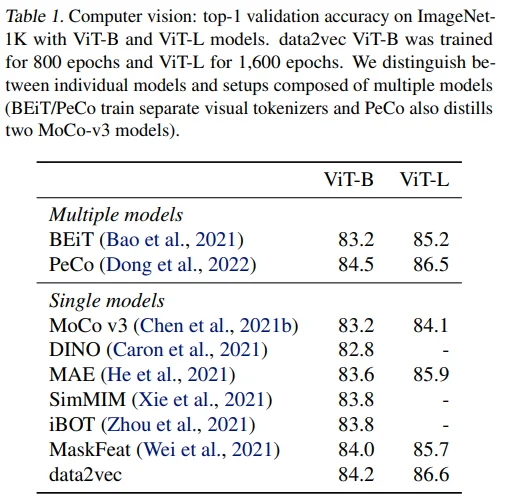 Table 1. Computer vision: top-1 validation accuracy on ImageNet-
1K with ViT-B and ViT-L models. data2vec ViT-B was trained
for 800 epochs and ViT-L for 1,600 epochs. We distinguish be-
tween individual models and setups composed of multiple models
(BEiT/PeCo train separate visual tokenizers and PeCo also distills
two MoCo-v3 models).
ViT-B ViT-L
Multiple models
BEiT (Bao et al., 2021) 83.2 85.2
PeCo (Dong et al., 2022) 84.5 86.5
Single models
MoCo v3 (Chen et al., 2021b) 83.2 84.1
DINO (Caron et al., 2021) 82.8 -
MAE (He et al., 2021) 83.6 85.9
SimMIM (Xie et al., 2021) 83.8 -
iBOT (Zhou et al., 2021) 83.8 -
MaskFeat (Wei et al., 2021) 84.0 85.7
data2vec 84.2 86.6